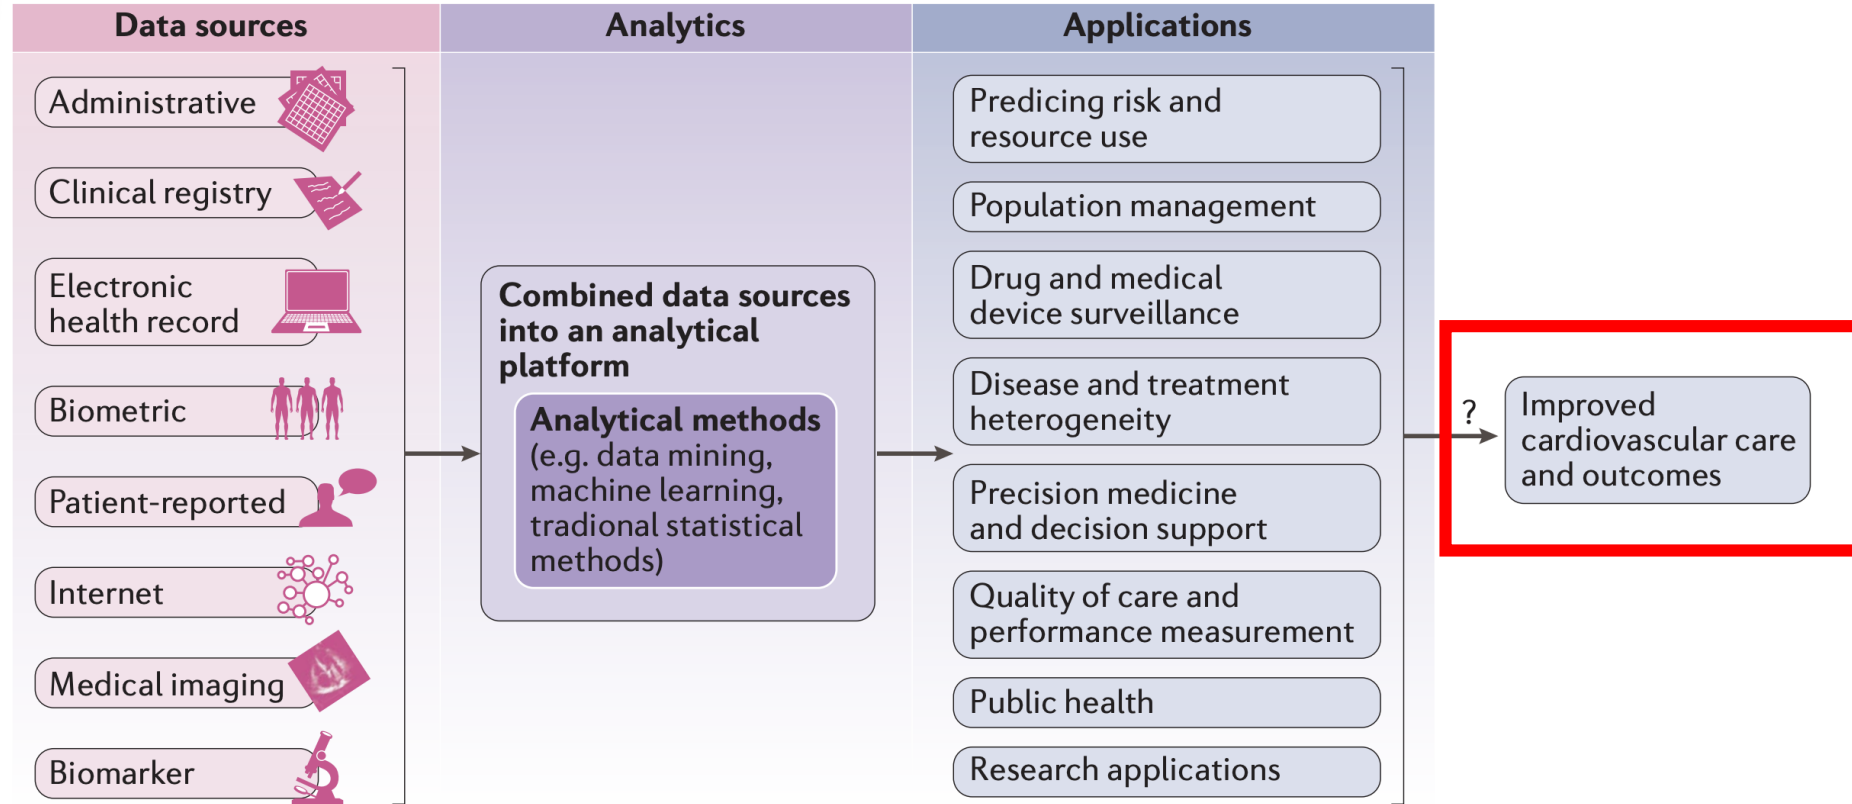 Data sources
Analytics
Applications
Administrative
Clinical registry
Electronic
health record
Biometric
Patient-reported
Internet
Medical imaging
Biomarker
Combined data sources
into an analytical
platform
Analytical methods
(e.g. data mining,
machine learning,
tradional statistical
methods)
Predicing risk and
resource use
Population management
Drug and medical
device surveillance
Disease and treatment
heterogeneity
Precision medicine
and decision support
Quality of care and
performance measurement
Public health
Research applications
?
Improved
cardiovascular care
and outcomes